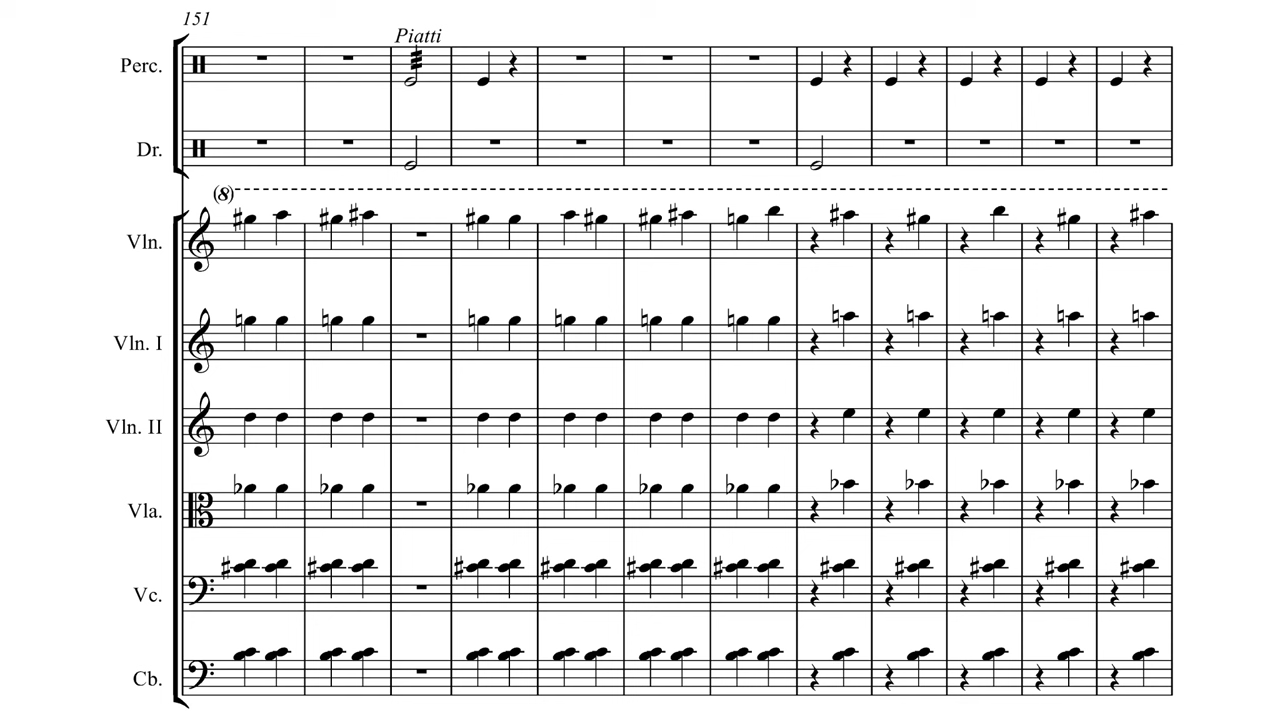 151
Piatti
Perc.
Dr.
(8)
Vln.
Vln. I
Vln. II
Vla.
Vc.
Cb.